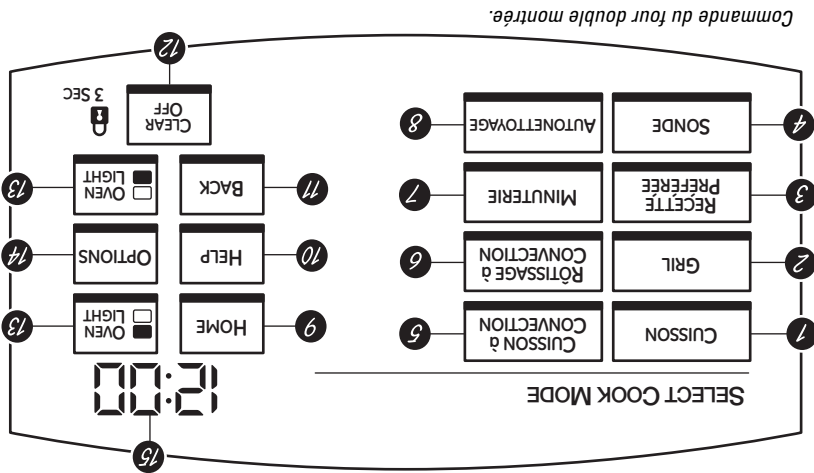 15
12:00
SELECT COOK MODE
1
CUISSON
CUISSON à
CONVECTION
5
9
HOME
OVEN
LIGHT
13
2
GRIL
RÔTISSAGE à
CONVECTION
6
10
HELP
OPTIONS
14
3
RECETTE
PRÉFÉRÉE
MINUTERIE
7
11
BACK
OVEN
LIGHT
13
4
SONDE
AUTONETTOYAGE
8
CLEAR
OFF
3 SEC
12
Commande du four double montrée.